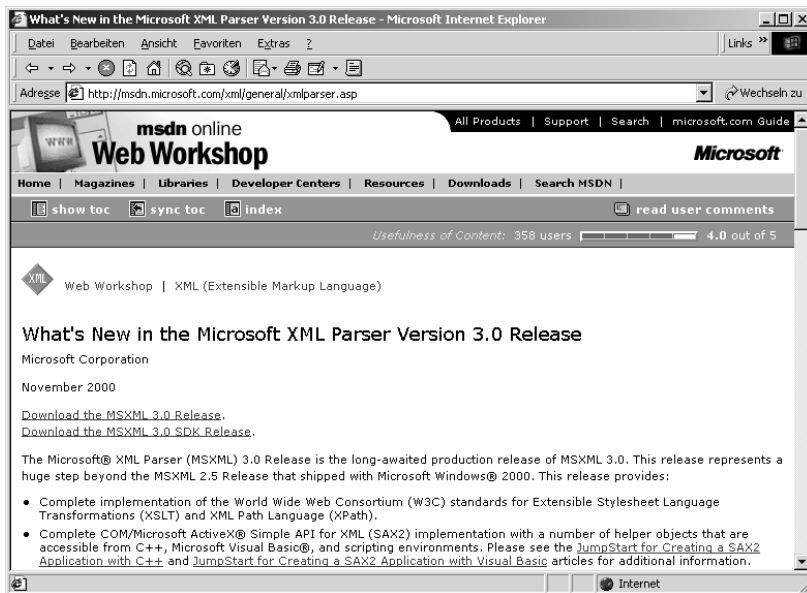 What's New in the Microsoft XML Parser Version 3.0 Release - Microsoft Internet Explorer
Datei Bearbeiten Ansicht Favoriten Extras ? Links »
Adresse http://msdn.microsoft.com/xml/general/xmlparser.asp Wechseln zu
All Products | Support | Search | microsoft.com Guide
WWW
msdn online
Web Workshop
Microsoft
Home | Magazines | Libraries | Developer Centers | Resources | Downloads | Search MSDN |
show toc sync toc index read user comments
Usefulness of Content: 358 users 4.0 out of 5
XML
Web Workshop | XML (Extensible Markup Language)
What's New in the Microsoft XML Parser Version 3.0 Release
Microsoft Corporation
November 2000
Download the MSXML 3.0 Release.
Download the MSXML 3.0 SDK Release.
The Microsoft® XML Parser (MSXML) 3.0 Release is the long-awaited production release of MSXML 3.0. This release represents a
huge step beyond the MSXML 2.5 Release that shipped with Microsoft Windows® 2000. This release provides:
• Complete implementation of the World Wide Web Consortium (W3C) standards for Extensible Stylesheet Language
Transformations (XSLT) and XML Path Language (XPath).
• Complete COM/Microsoft ActiveX® Simple API for XML (SAX2) implementation with a number of helper objects that are
accessible from C++, Microsoft Visual Basic®, and scripting environments. Please see the JumpStart for Creating a SAX2
Application with C++ and JumpStart for Creating a SAX2 Application with Visual Basic articles for additional information.
Internet